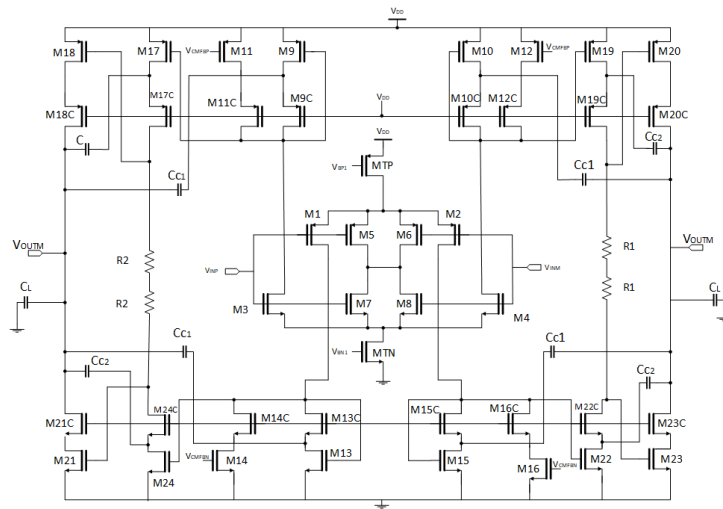 VDD
M18
M17
VCMFBP
M11
M9
M10
M12
VCMFBP
M19
M20
M18C
M17C
M11C
M9C
VDD
M10C
M12C
M19C
M20C
C
VDD
CC2
CC1
VBP1
MTP
CC1
M1
M5
M6
M2
VOUTM
R2
R1
VOUTM
VINP
VINM
CL
R2
M3
M7
M8
M4
R1
CL
CC1
VBN1
MTN
CC1
CC2
CC2
M21C
M24C
M14C
M13C
M15C
M16C
M22C
M23C
M21
M24
VCMFBN
M14
M13
M15
M16
VCMFBN
M22
M23